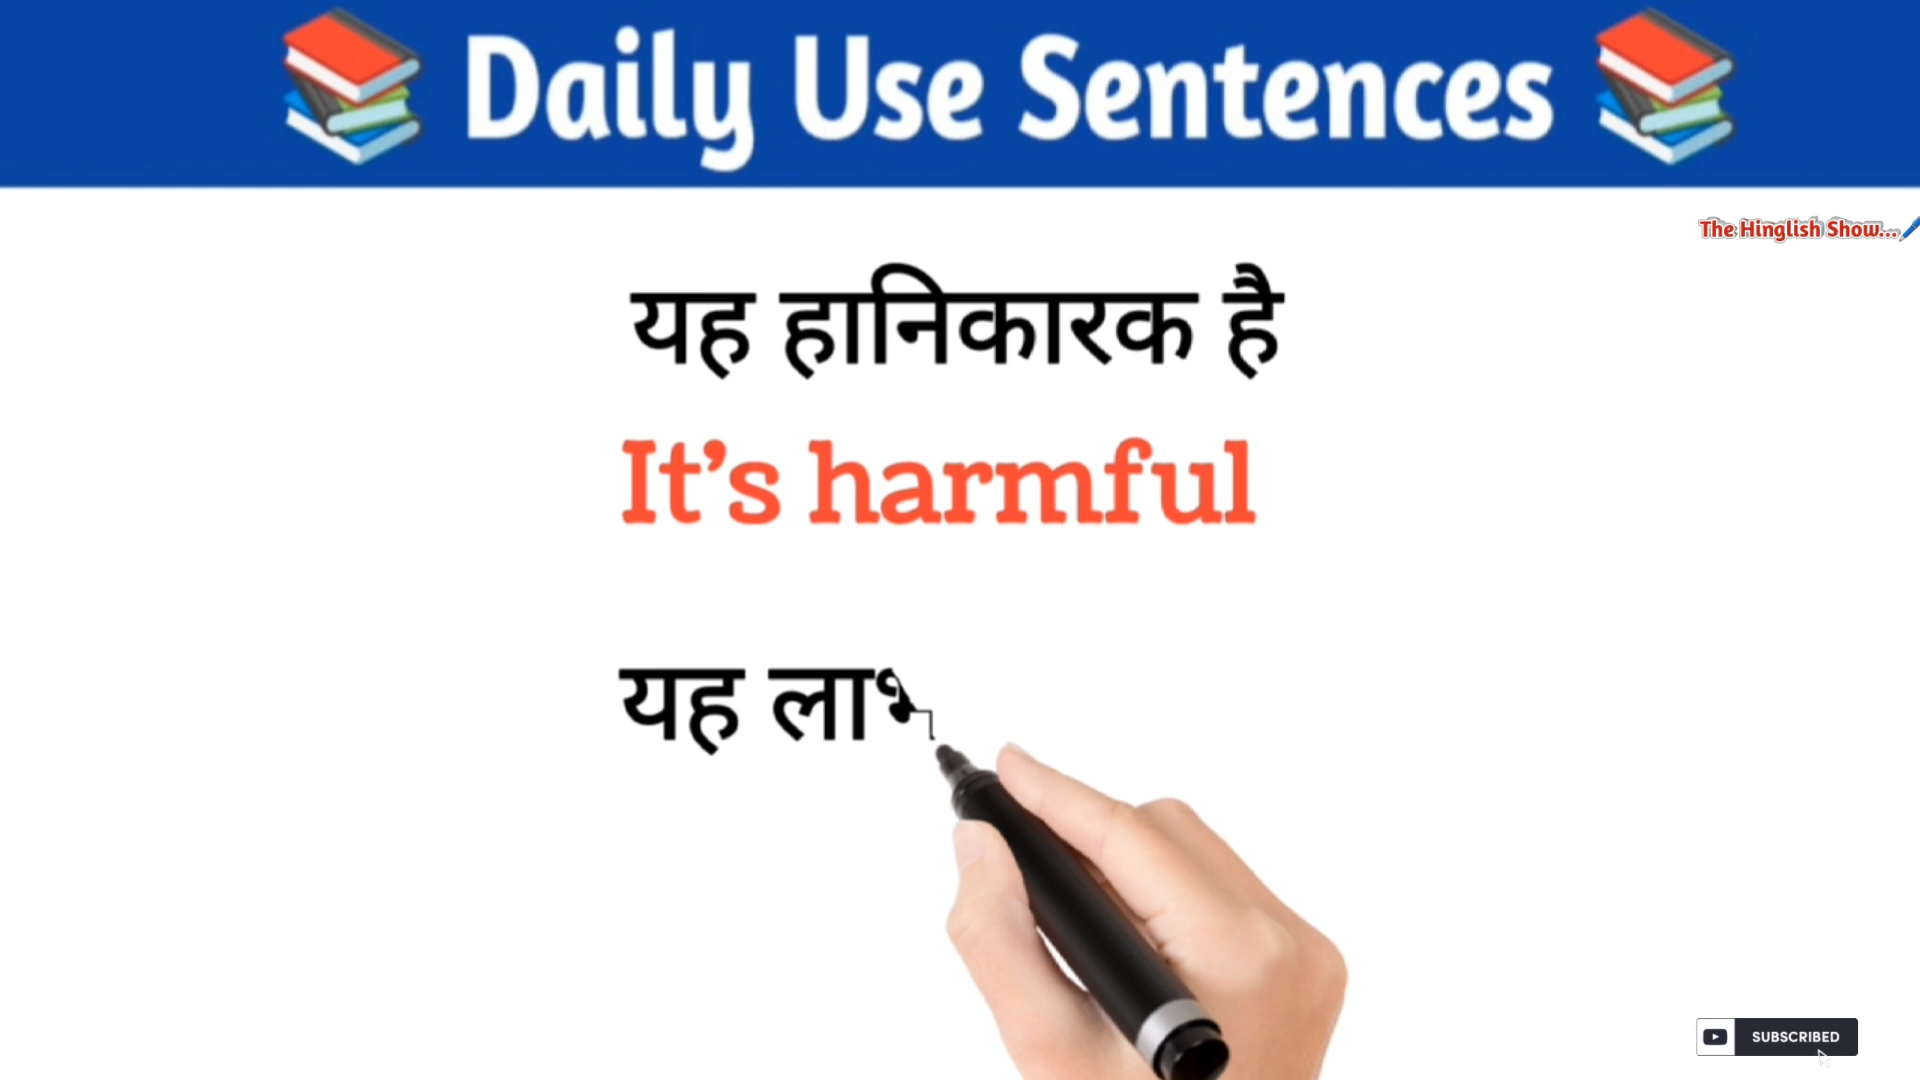 Daily Use Sentences
The Hinglish Show...
यह हानिकारक है
It's harmful
यह
SUBSCRIBED